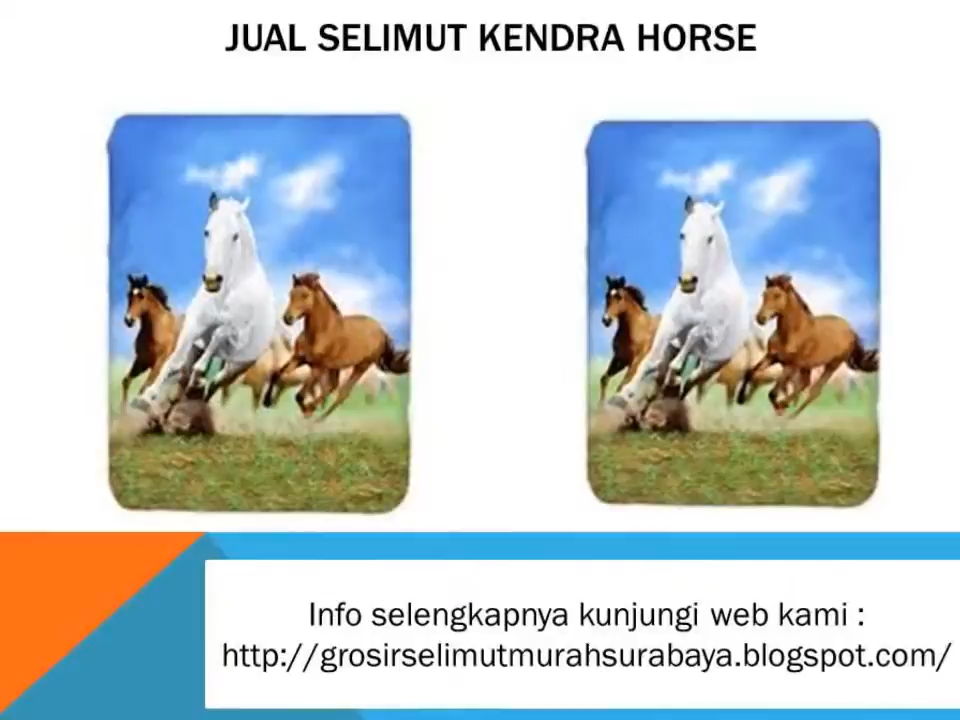 JUAL SELIMUT KENDRA HORSE
Info selengkapnya kunjungi web kami :
http://grosirselimutmurahsurabaya.blogspot.com/